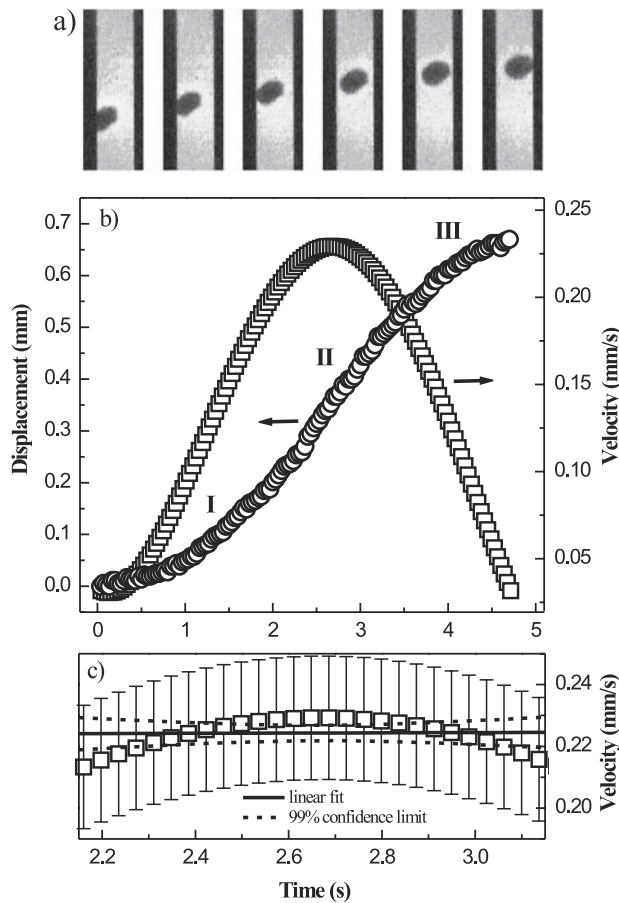 a)
b)
0.7
0.6
0.5
0.4
0.3
0.2
0.1
0.0
Displacement (mm)
I
II
III
0.25
0.20
0.15
0.10
0.05
Velocity (mm/s)
0 1 2 3 4 5
c)
0.24
0.22
0.20
Velocity (mm/s)
linear fit
99% confidence limit
2.2 2.4 2.6 2.8 3.0
Time (s)